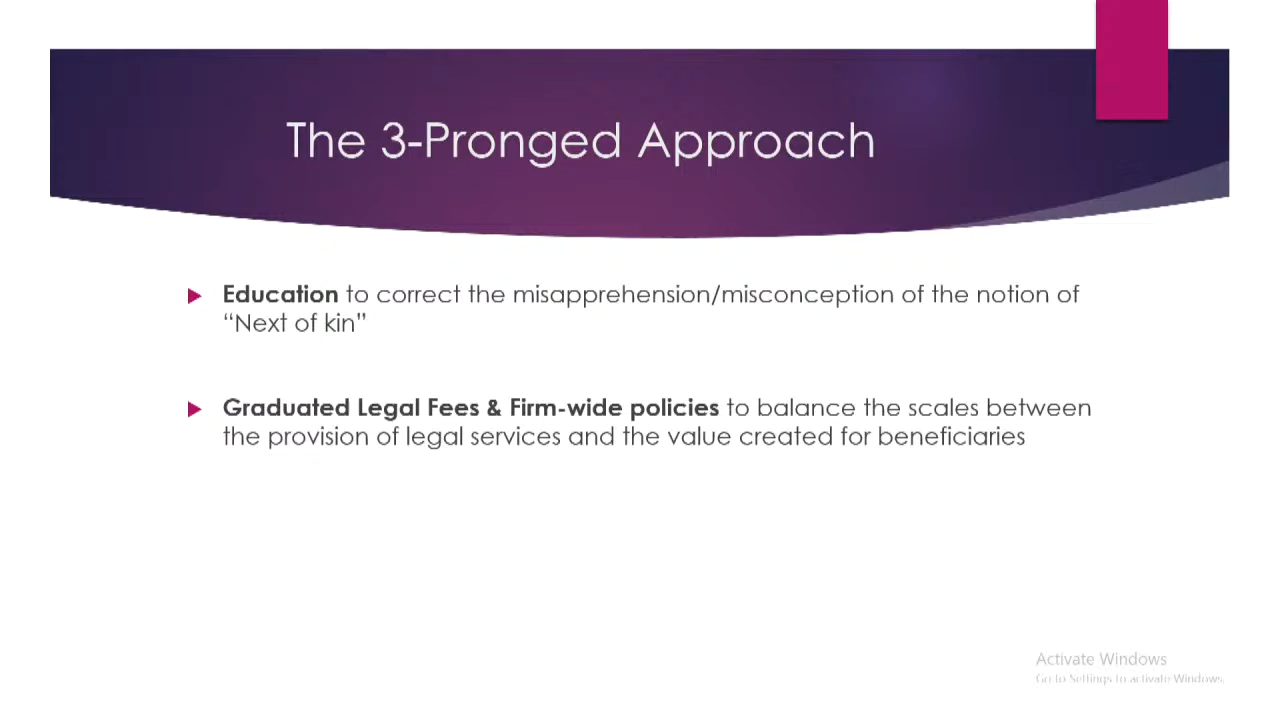 The 3-Pronged Approach
Education to correct the misapprehension/misconception of the notion of
“Next of kin”
Graduated Legal Fees & Firm-wide policies to balance the scales between
the provision of legal services and the value created for beneficiaries
Activate Windows
Go to Settings to activate Windows.